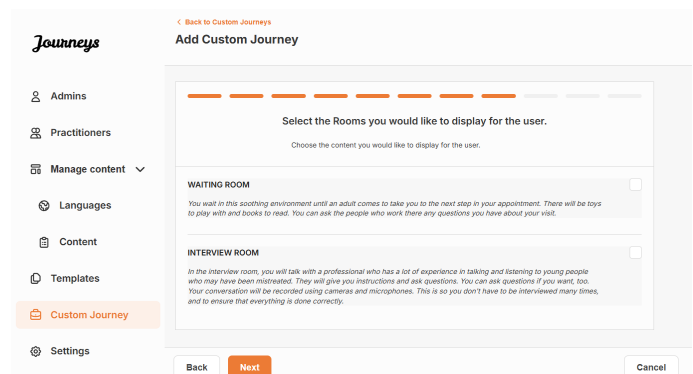 Back to Custom Journeys
Journeys
Add Custom Journey
Admins
Practitioners
Manage content
Languages
Content
Templates
Custom Journey
Settings
Select the Rooms you would like to display for the user.
Choose the content you would like to display for the user.
WAITING ROOM
You wait in this soothing environment until an adult comes to take you to the next step in your appointment. There will be toys
to play with and books to read. You can ask the people who work there any questions you have about your visit.
INTERVIEW ROOM
In the interview room, you will talk with a professional who has a lot of experience in talking and listening to young people
who may have been mistreated. They will give you instructions and ask questions. You can ask questions if you want, too.
Your conversation will be recorded using cameras and microphones. This is so you don't have to be interviewed many times,
and to ensure that everything is done correctly.
Back
Next
Cancel